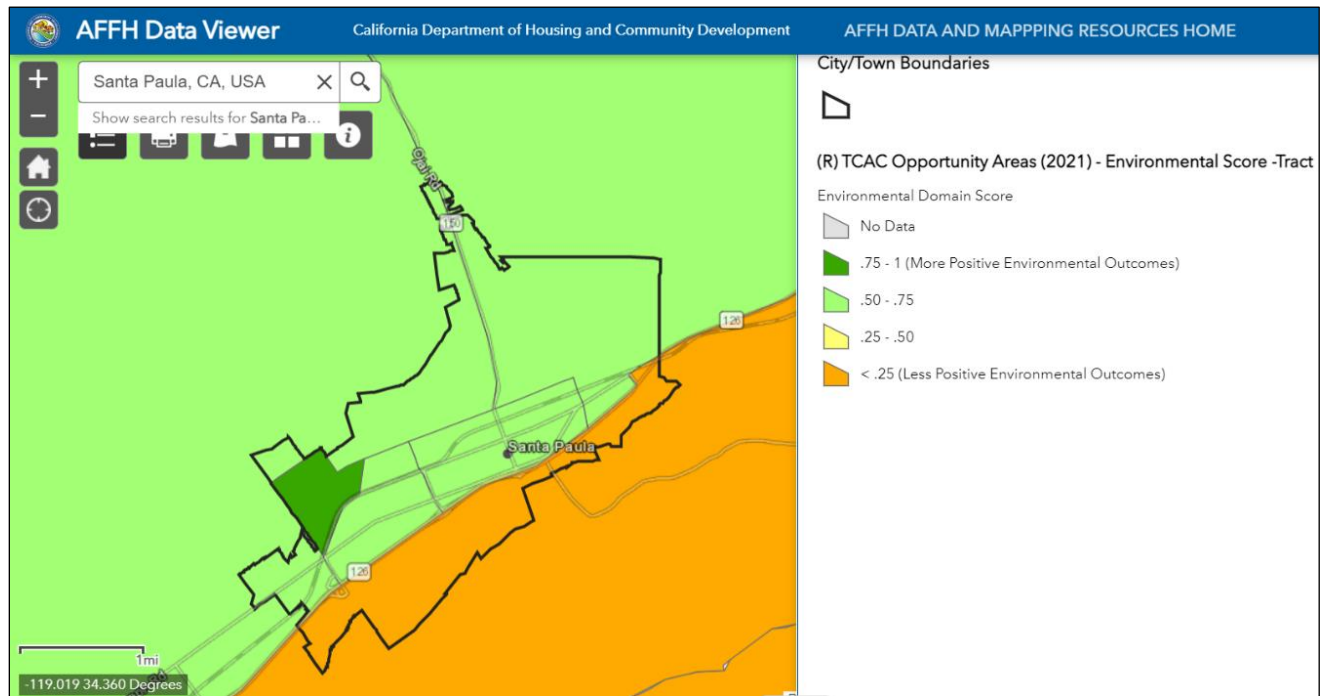 AFFH Data Viewer
California Department of Housing and Community Development
AFFH DATA AND MAPPPING RESOURCES HOME
+
Santa Paula, CA, USA
Show search results for Santa Pa...
−
Ojai Rd
150
126
Santa Paula
126
1mi
Rd
-119.019 34.360 Degrees
City/Town Boundaries
(R) TCAC Opportunity Areas (2021) - Environmental Score -Tract
Environmental Domain Score
No Data
.75 - 1 (More Positive Environmental Outcomes)
.50 - .75
.25 - .50
< .25 (Less Positive Environmental Outcomes)